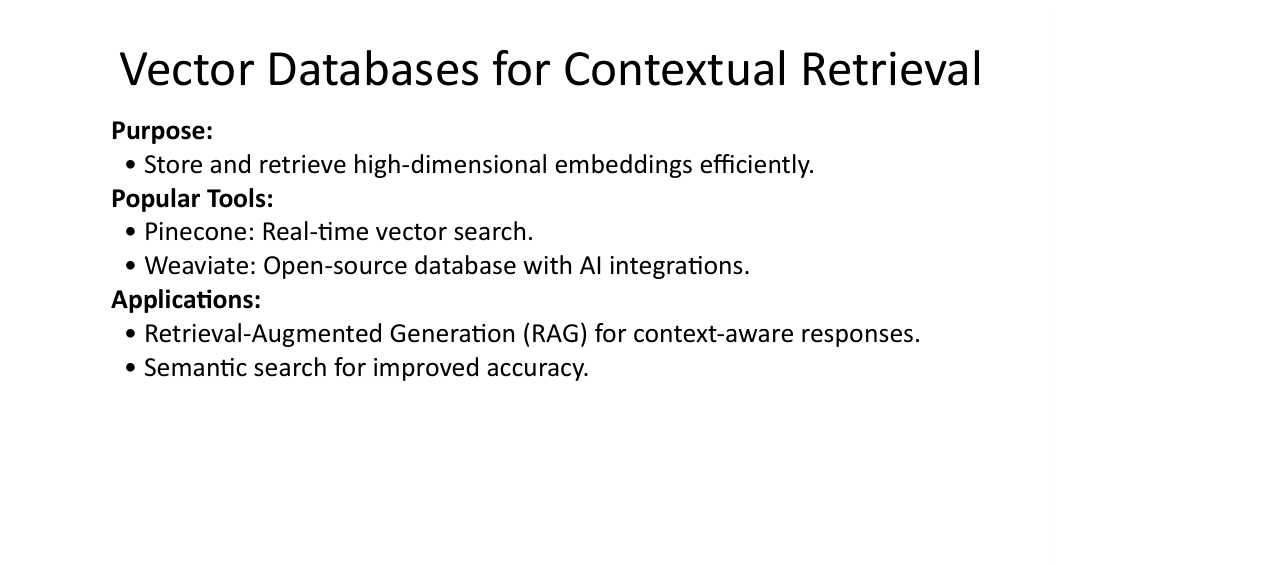 Vector Databases for Contextual Retrieval
Purpose:
• Store and retrieve high-dimensional embeddings efficiently.
Popular Tools:
• Pinecone: Real-time vector search.
• Weaviate: Open-source database with AI integrations.
Applications:
• Retrieval-Augmented Generation (RAG) for context-aware responses.
• Semantic search for improved accuracy.